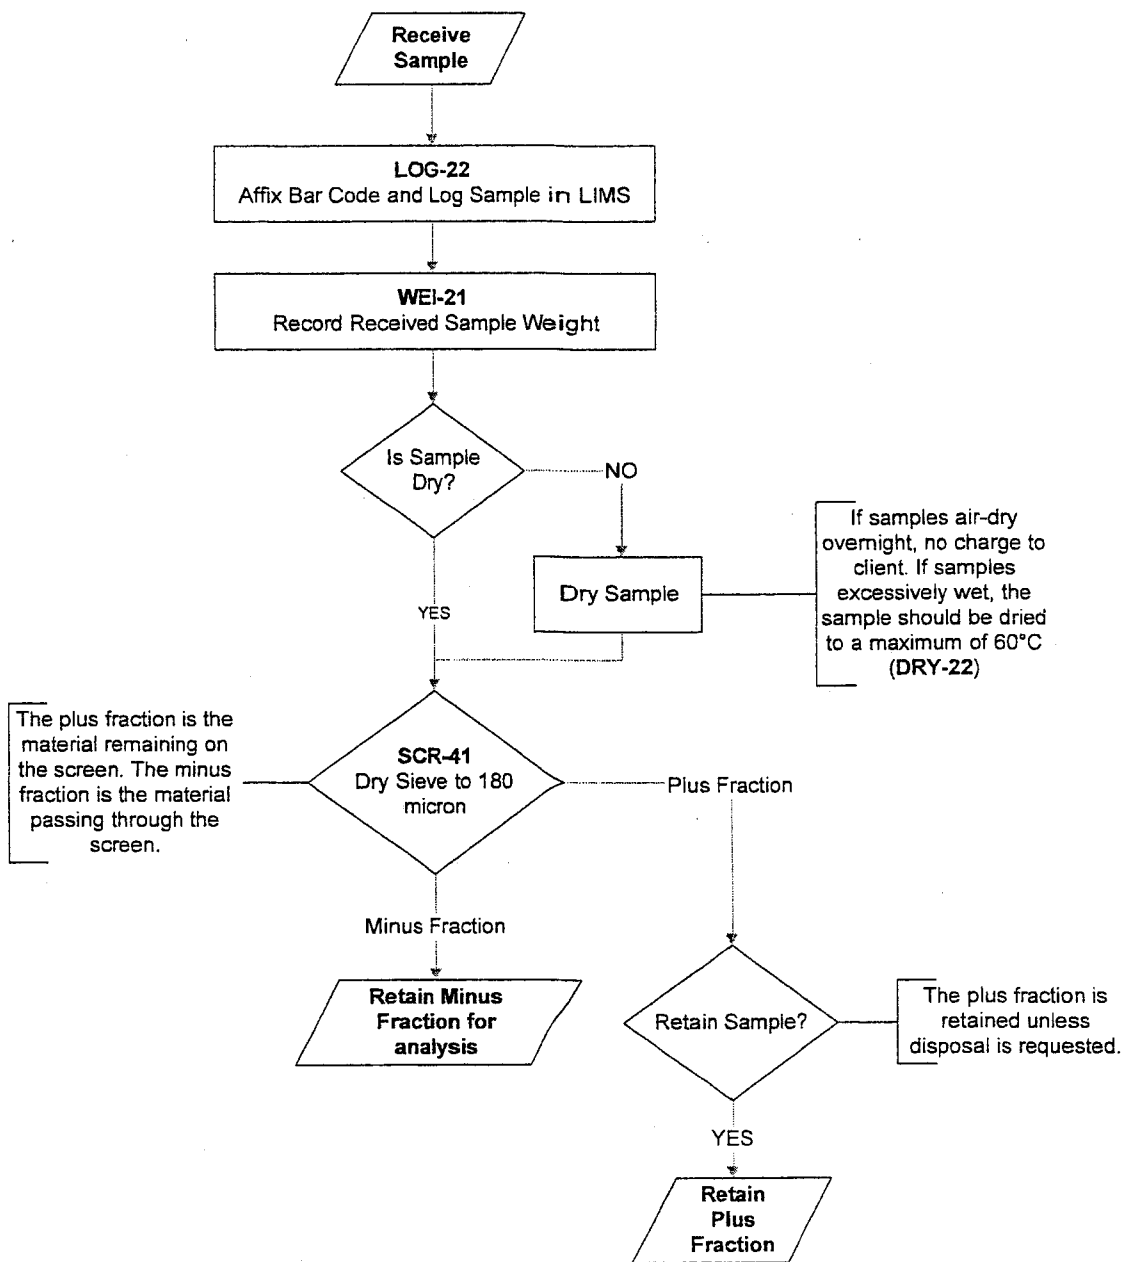 Receive
Sample
LOG-22
Affix Bar Code and Log Sample in LIMS
WEI-21
Record Received Sample Weight
Is Sample
Dry?
NO
YES
Dry Sample
If samples air-dry
overnight, no charge to
client. If samples
excessively wet, the
sample should be dried
to a maximum of 60°C
(DRY-22)
The plus fraction is the
material remaining on
the screen. The minus
fraction is the material
passing through the
screen.
SCR-41
Dry Sieve to 180
micron
Plus Fraction
Minus Fraction
Retain Minus
Fraction for
analysis
Retain Sample?
The plus fraction is
retained unless
disposal is requested.
YES
Retain
Plus
Fraction